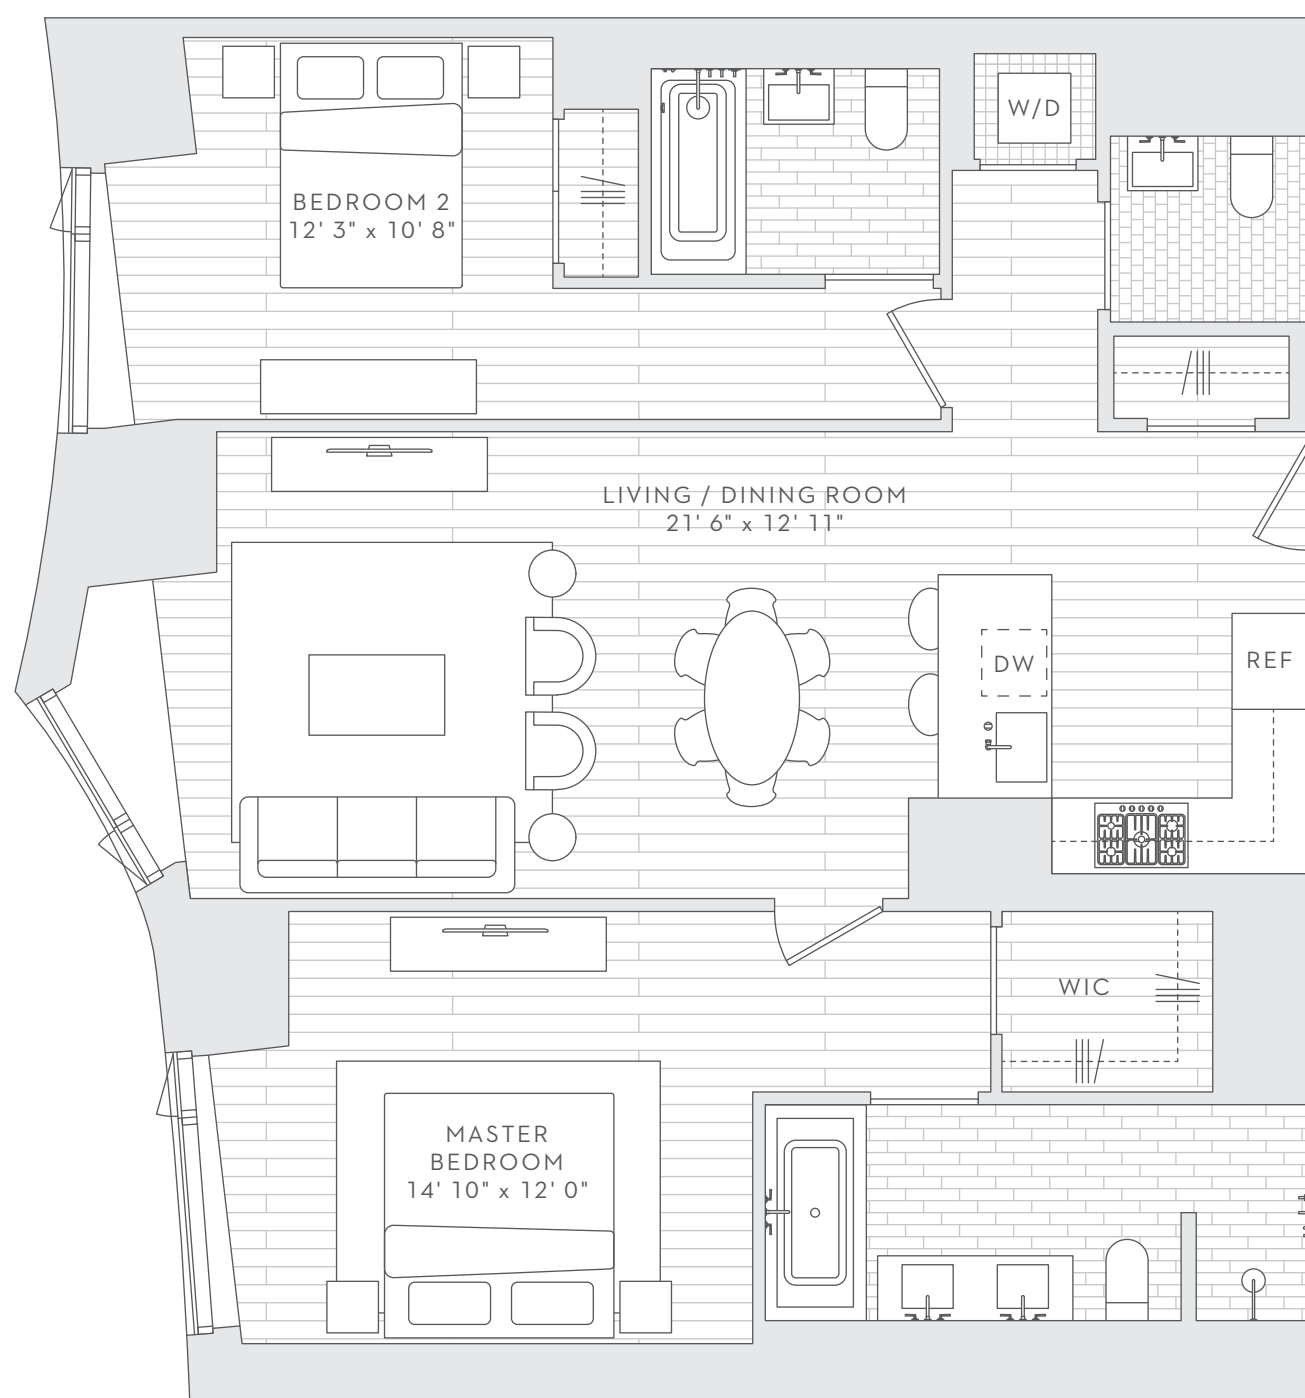 W/D
BEDROOM 2
12' 3" x 10' 8"
LIVING / DINING ROOM
21' 6" x 12' 11"
DW
REF
WIC
MASTER
BEDROOM
14' 10" x 12' 0"